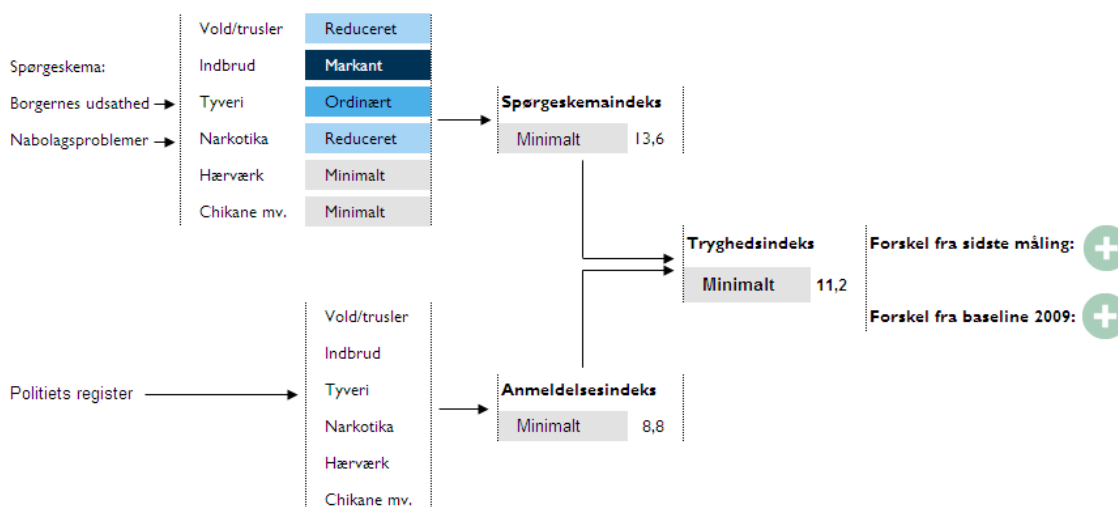 Spørgeskema:
Borgernes udsathed
Nabolagsproblemer
Vold/trusler Reduceret
Indbrud Markant
Tyveri Ordinært
Narkotika Reduceret
Hærværk Minimalt
Chikane mv. Minimalt
Spørgeskemaindeks
Minimalt 13,6
Politiets register
Vold/trusler
Indbrud
Tyveri
Narkotika
Hærværk
Chikane mv.
Anmeldelsesindeks
Minimalt 8,8
Tryghedsindeks
Minimalt 11,2
Forskel fra sidste måling: +
Forskel fra baseline 2009: +